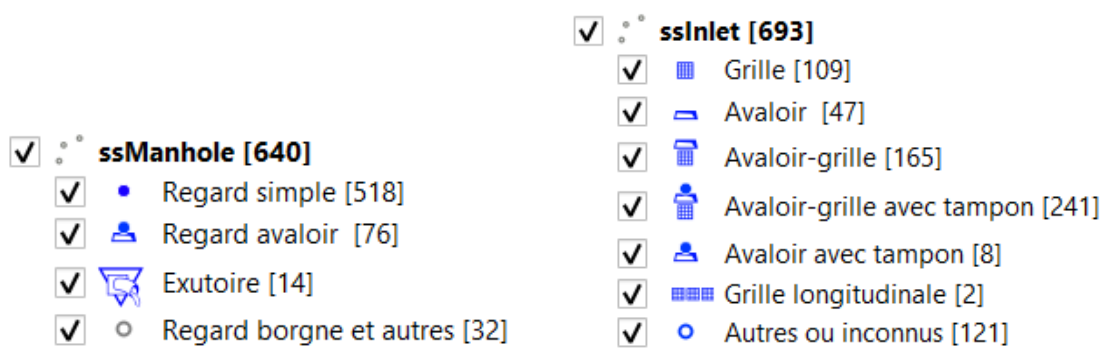 ssManhole [640]
Regard simple [518]
Regard avaloir [76]
Exutoire [14]
Regard borgne et autres [32]
ssInlet [693]
Grille [109]
Avaloir [47]
Avaloir-grille [165]
Avaloir-grille avec tampon [241]
Avaloir avec tampon [8]
Grille longitudinale [2]
Autres ou inconnus [121]